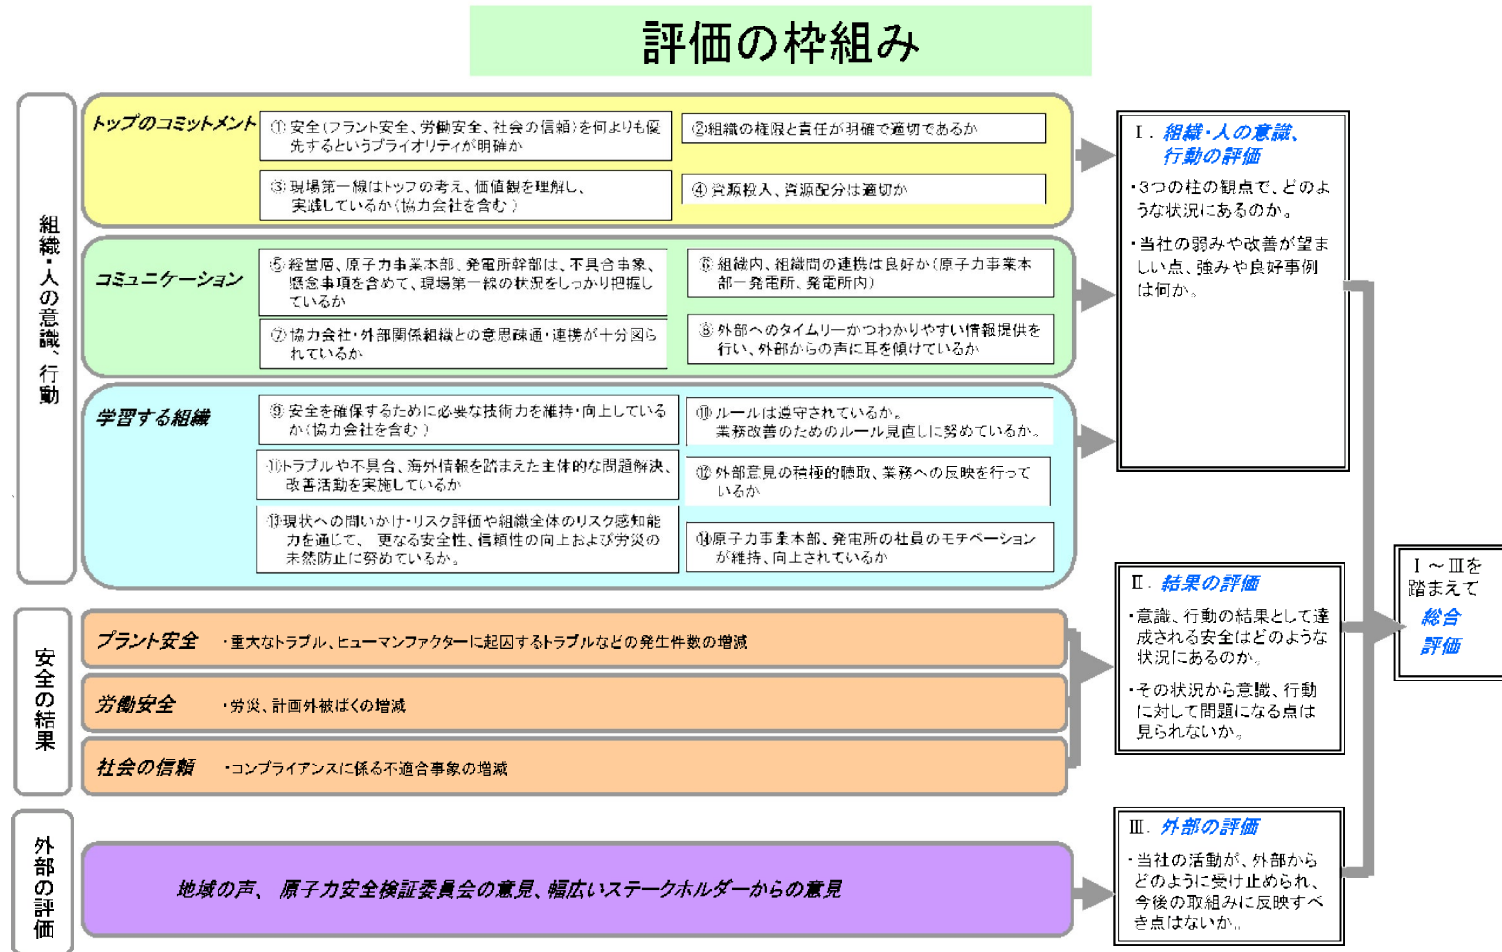 評価の枠組み
組織・人の意識、行動
トップのコミットメント
①安全(プラント安全、労働安全、社会の信頼)を何よりも優
先するというプライオリティが明確か
②組織の権限と責任が明確で適切であるか
③現場第一線はトップの考え、価値観を理解し、
実践しているか(協力会社を含む)
④資源投入、資源配分は適切か
コミュニケーション
⑤経営層、原子力事業本部、発電所幹部は、不具合事象、
懸念事項を含めて、現場第一線の状況をしっかり把握し
ているか
⑥組織内、組織間の連携は良好か(原子力事業本
部-発電所、発電所内)
⑦協力会社・外部関係組織との意思疎通・連携が十分図ら
れているか
⑧外部へのタイムリーかつわかりやすい情報提供を
行い、外部からの声に耳を傾けているか
学習する組織
⑨安全を確保するために必要な技術力を維持・向上している
か(協力会社を含む)
⑩ルールは遵守されているか。
業務改善のためのルール見直しに努めているか。
⑪トラブルや不具合、海外情報を踏まえた主体的な問題解決、
改善活動を実施しているか
⑫外部意見の積極的聴取、業務への反映を行って
いるか
⑬現状への問いかけ・リスク評価や組織全体のリスク感知能
力を通じて、 更なる安全性、信頼性の向上および労災の
未然防止に努めているか。
⑭原子力事業本部、発電所の社員のモチベーション
が維持、向上されているか
Ⅰ. 組織・人の意識、
行動の評価
・3つの柱の観点で、どのよ
うな状況にあるのか。
・当社の弱みや改善が望ま
しい点、強みや良好事例
は何か。
安全の結果
プラント安全 ・重大なトラブル、ヒューマンファクターに起因するトラブルなどの発生件数の増減
労働安全 ・労災、計画外被ばくの増減
社会の信頼 ・コンプライアンスに係る不適合事象の増減
Ⅱ. 結果の評価
・意識、行動の結果として達
成される安全はどのような
状況にあるのか。
・その状況から意識、行動
に対して問題になる点は
見られないか。
外部の評価
地域の声、 原子力安全検証委員会の意見、幅広いステークホルダーからの意見
Ⅲ. 外部の評価
・当社の活動が、外部から
どのように受け止められ、
今後の取組みに反映すべ
き点はないか。
Ⅰ～Ⅲを
踏まえて
総合
評価